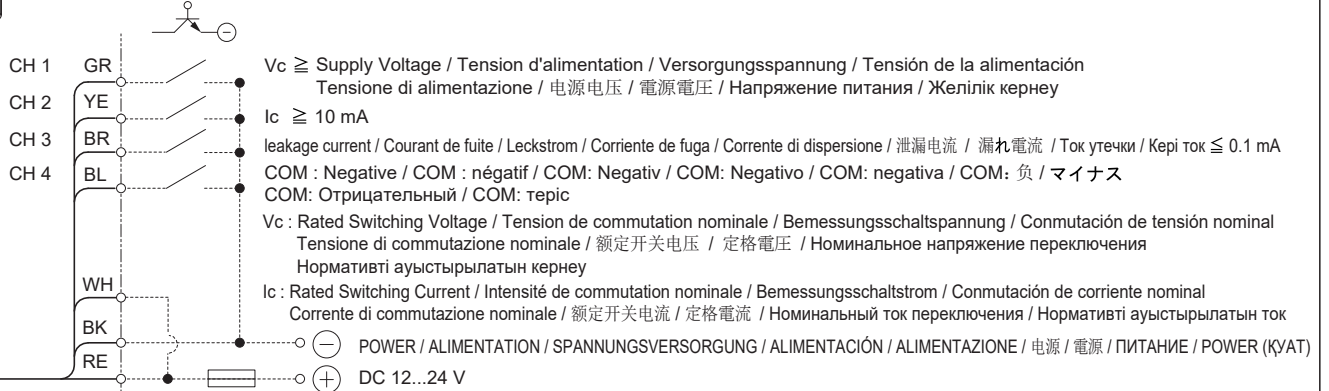 CH 1 GR Vc ≧ Supply Voltage / Tension d'alimentation / Versorgungsspannung / Tensión de la alimentación
Tensione di alimentazione / 电源电压 / 電源電圧 / Напряжение питания / Желілік кернеу
CH 2 YE Ic ≧ 10 mA
CH 3 BR leakage current / Courant de fuite / Leckstrom / Corriente de fuga / Corrente di dispersione / 泄漏电流 / 漏れ電流 / Ток утечки / Кері ток ≦ 0.1 mA
CH 4 BL COM : Negative / COM : négatif / COM: Negativ / COM: Negativo / COM: negativa / COM: 负 / マイナス
COM: Отрицательный / COM: теріс
Vc : Rated Switching Voltage / Tension de commutation nominale / Bemessungsschaltspannung / Conmutación de tensión nominal
Tensione di commutazione nominale / 额定开关电压 / 定格電圧 / Номинальное напряжение переключения
Нормативті ауыстырылатын кернеу
WH Ic : Rated Switching Current / Intensité de commutation nominale / Bemessungsschaltstrom / Conmutación de corriente nominal
Corrente di commutazione nominale / 额定开关电流 / 定格電流 / Номинальный ток переключения / Нормативті ауыстырылатын ток
BK − POWER / ALIMENTATION / SPANNUNGSVERSORGUNG / ALIMENTACIÓN / ALIMENTAZIONE / 电源 / 電源 / ПИТАНИЕ / POWER (ҚУАТ)
RE + DC 12...24 V